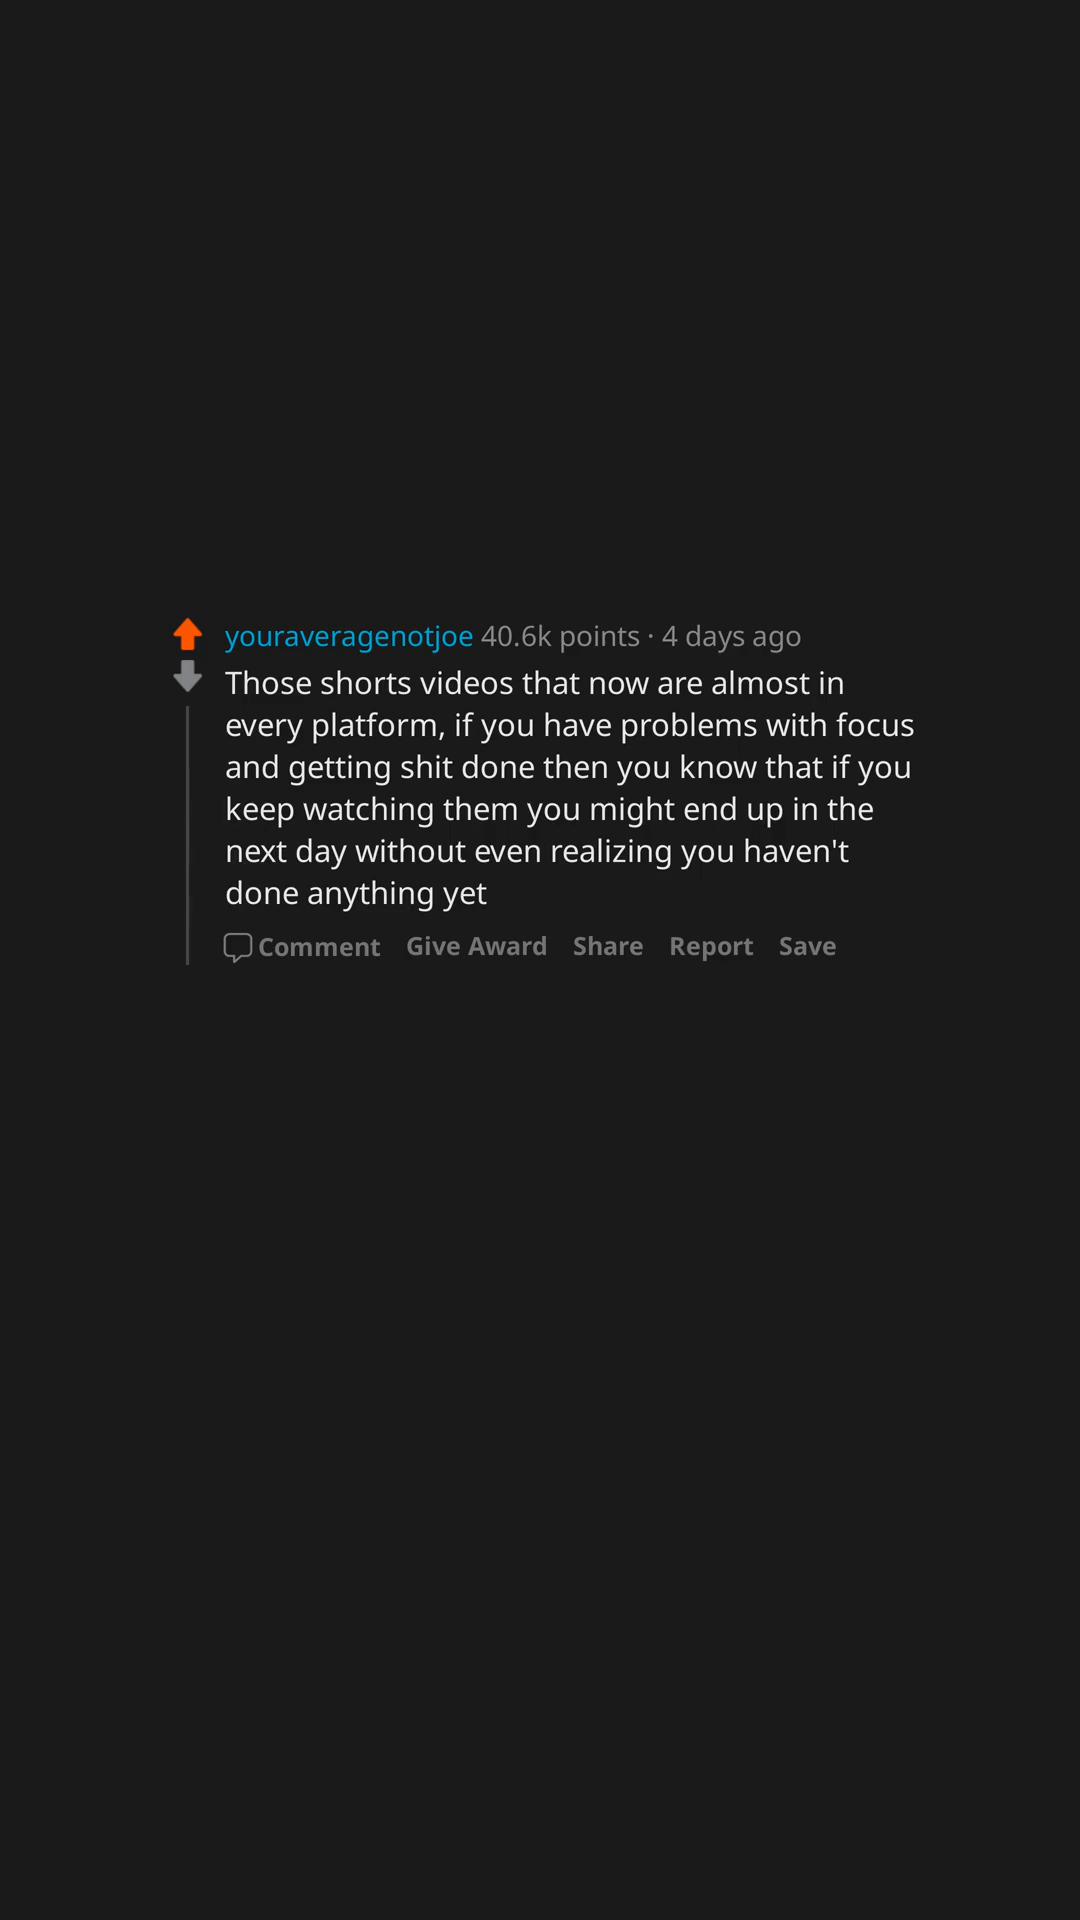 youraveragenotjoe 40.6k points · 4 days ago
Those shorts videos that now are almost in
every platform, if you have problems with focus
and getting shit done then you know that if you
keep watching them you might end up in the
next day without even realizing you haven't
done anything yet
Comment Give Award Share Report Save